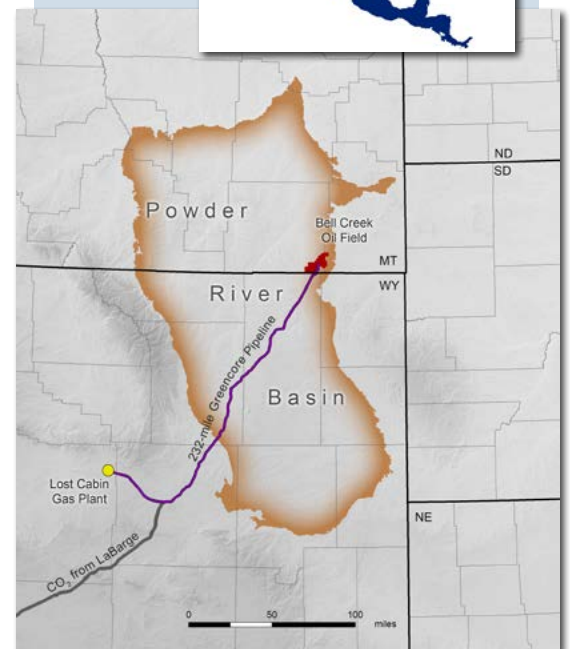 ND
SD
Powder
Bell Creek
Oil Field
MT
River
WY
232-mile Greencore Pipeline
Basin
Lost Cabin
Gas Plant
NE
CO₂ from LaBarge
0 50 100
miles